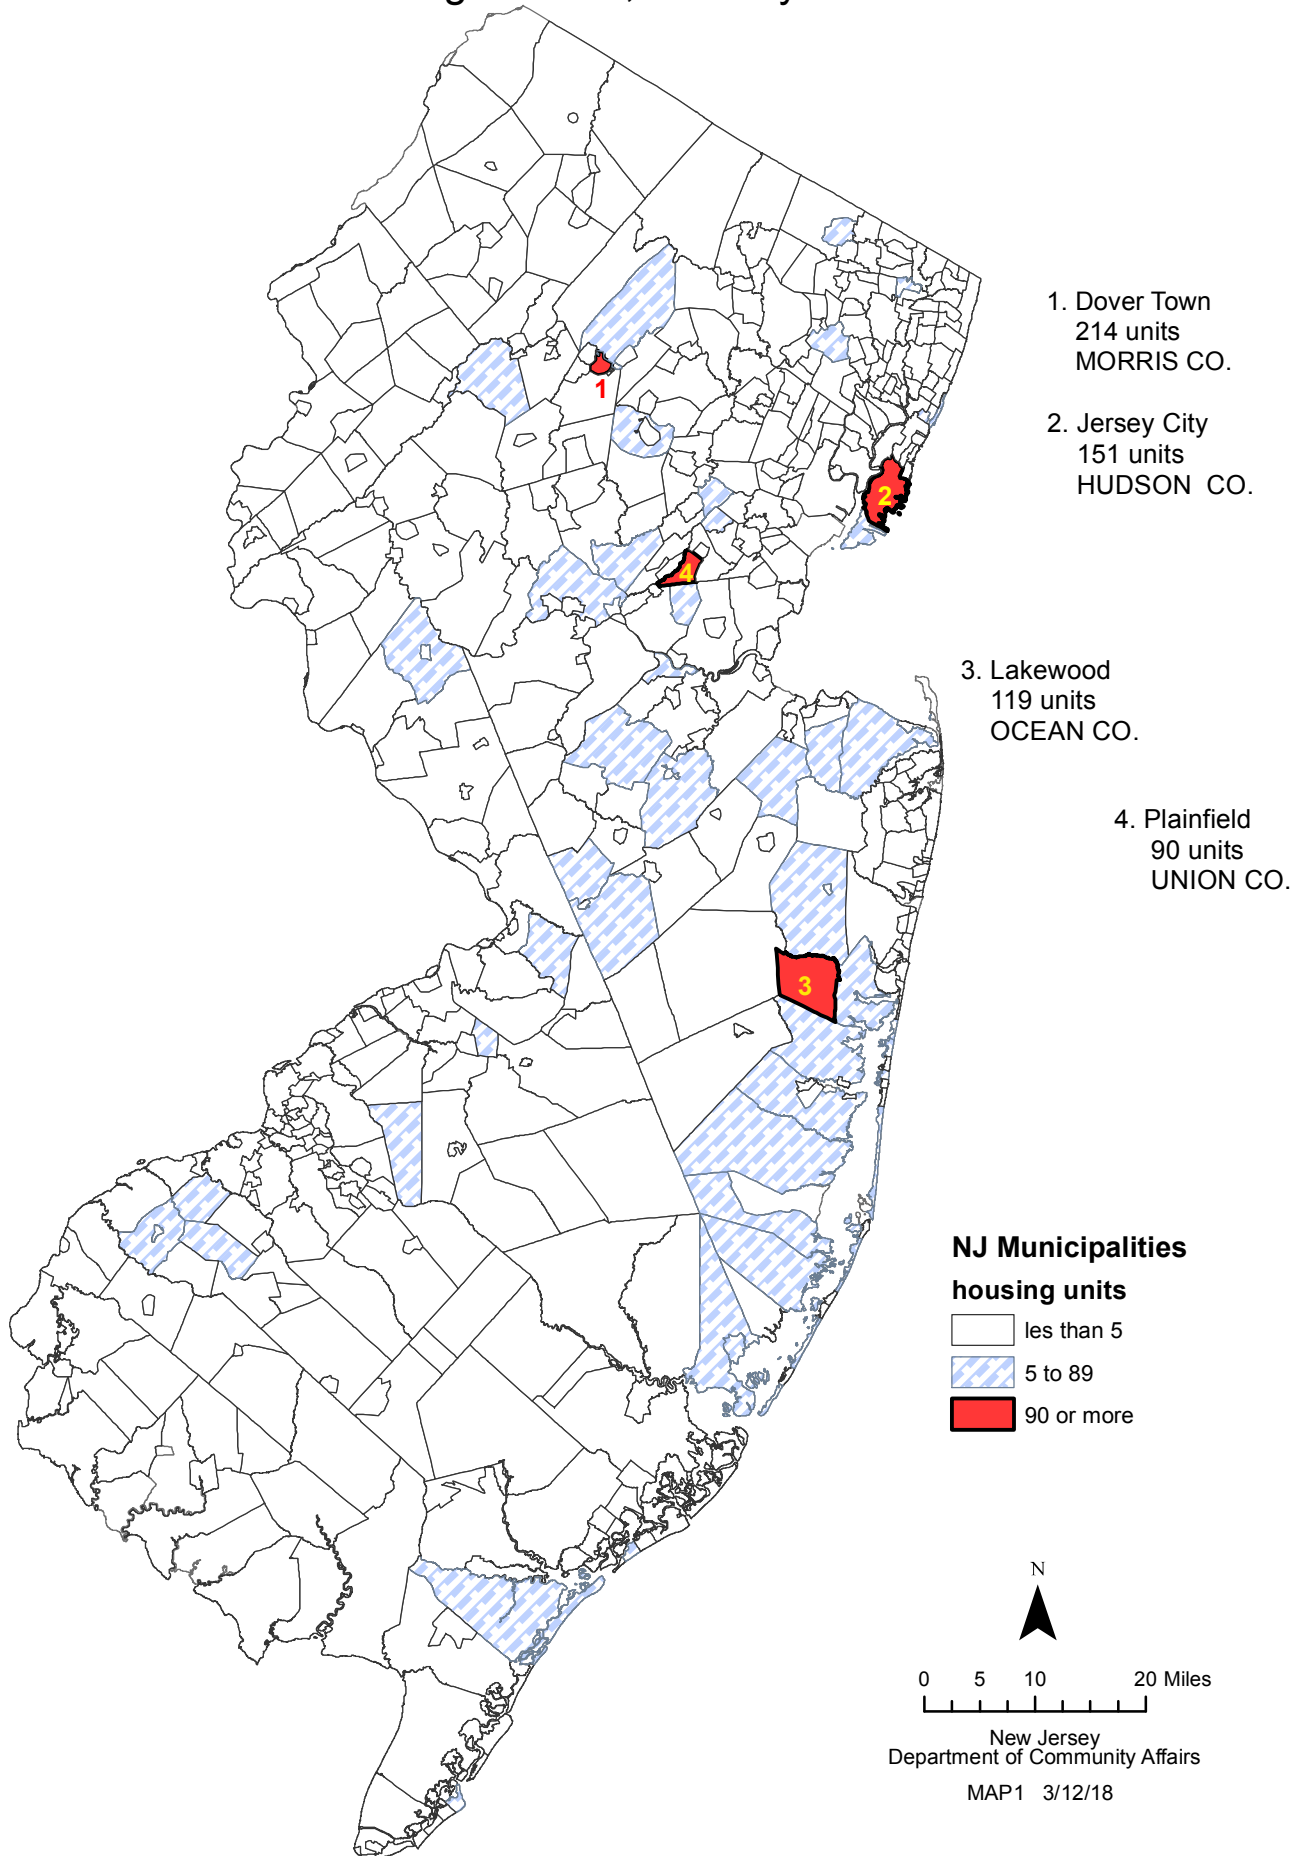 1. Dover Town
214 units
MORRIS CO.
2. Jersey City
151 units
HUDSON CO.
3. Lakewood
119 units
OCEAN CO.
4. Plainfield
90 units
UNION CO.
1
2
4
3
NJ Municipalities
housing units
les than 5
5 to 89
90 or more
N
0 5 10 20 Miles
New Jersey
Department of Community Affairs
MAP1 3/12/18